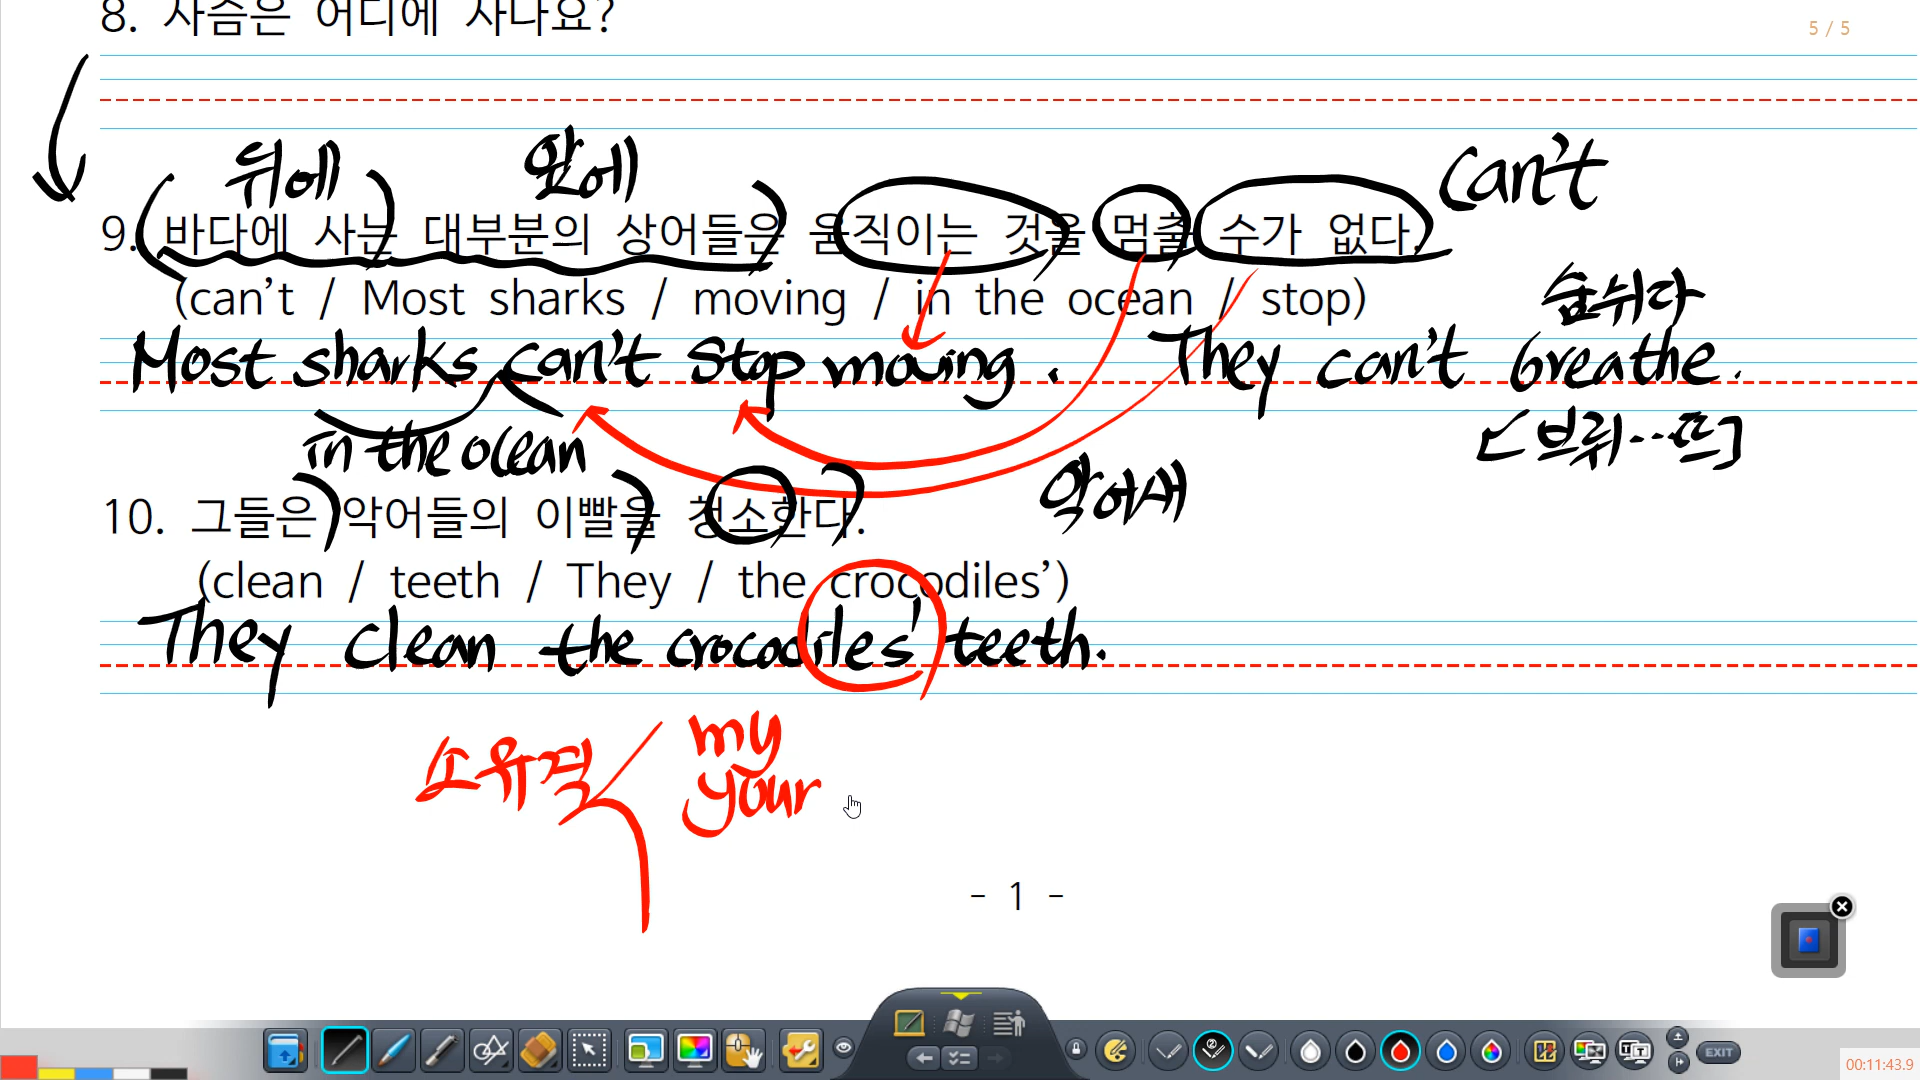 8. 사슴은 어디에 사나요?
5 / 5
뒤에 앞에 can't
9. 바다에 사는 대부분의 상어들은 움직이는 것을 멈출 수가 없다.
(can't / Most sharks / moving / in the ocean / stop)
숨쉬다
Most sharks can't stop moving. They can't breathe.
in the ocean
[브뤼...뜨]
악어새
10. 그들은 악어들의 이빨을 청소한다.
(clean / teeth / They / the crocodiles')
They clean the crocodiles' teeth.
소유격
my
your
- 1 -
EXIT
00:11:43.9